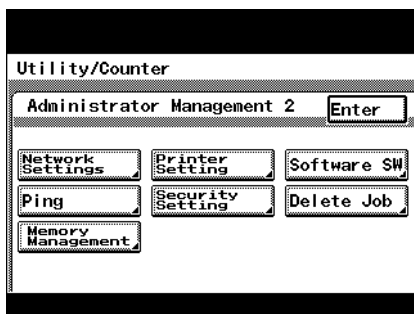 Utility/Counter
Administrator Management 2
Enter
Network
Settings
Printer
Setting
Software SW
Ping
Security
Setting
Delete Job
Memory
Management